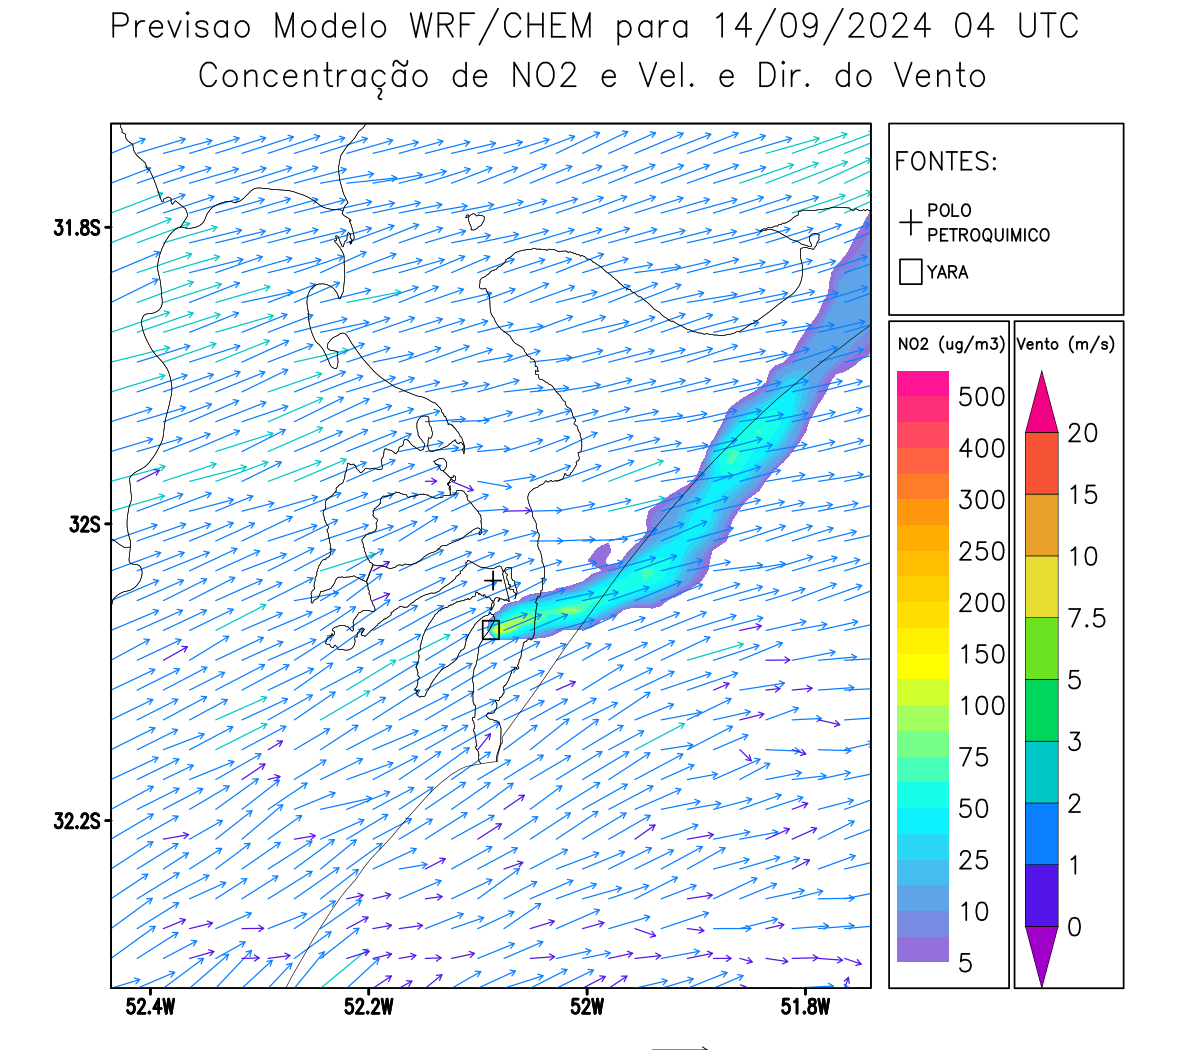 Previsao Modelo WRF/CHEM para 14/09/2024 04 UTC
Concentração de NO2 e Vel. e Dir. do Vento
FONTES:
POLO
PETROQUIMICO
YARA
31.8S
32S
32.2S
52.4W
52.2W
52W
51.8W
NO2 (ug/m3)
500
400
300
250
200
150
100
75
50
25
10
5
Vento (m/s)
20
15
10
7.5
5
3
2
1
0